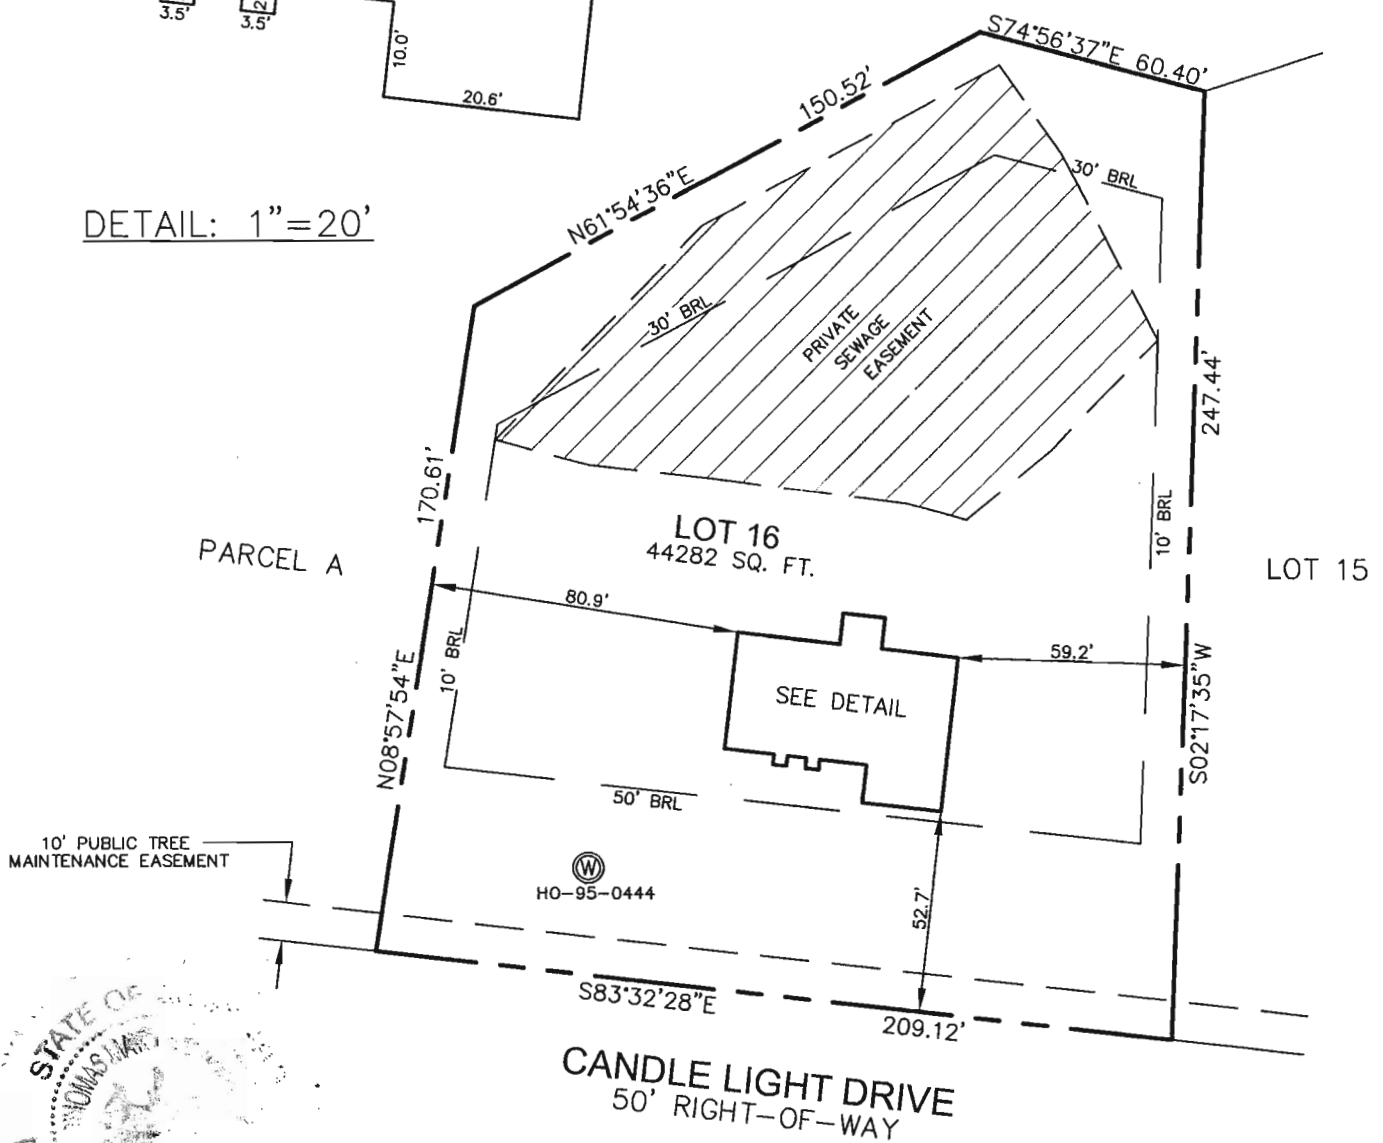 3.5'
2
3.5'
10.0'
20.6'
DETAIL: 1"=20'
S74°56'37"E 60.40'
150.52'
N61°54'36"E
30' BRL
30' BRL
PRIVATE
SEWAGE
EASEMENT
247.44'
170.61'
10' BRL
LOT 16
44282 SQ. FT.
PARCEL A
LOT 15
80.9'
59.2'
10' BRL
SEE DETAIL
N08°57'54"E
S02°17'35"W
50' BRL
10' PUBLIC TREE
MAINTENANCE EASEMENT
W
HO-95-0444
52.7'
S83°32'28"E
209.12'
CANDLE LIGHT DRIVE
50' RIGHT-OF-WAY
STATE OF
THOMAS